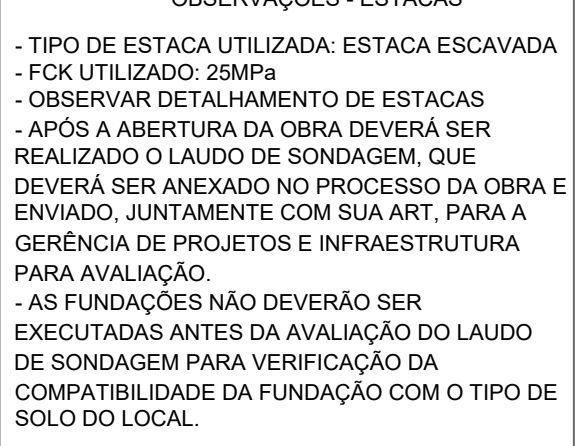 OBSERVAÇÕES - ESTACAS
- TIPO DE ESTACA UTILIZADA: ESTACA ESCAVADA
- FCK UTILIZADO: 25MPa
- OBSERVAR DETALHAMENTO DE ESTACAS
- APÓS A ABERTURA DA OBRA DEVERÁ SER
REALIZADO O LAUDO DE SONDAGEM, QUE
DEVERÁ SER ANEXADO NO PROCESSO DA OBRA E
ENVIADO, JUNTAMENTE COM SUA ART, PARA A
GERÊNCIA DE PROJETOS E INFRAESTRUTURA
PARA AVALIAÇÃO.
- AS FUNDAÇÕES NÃO DEVERÃO SER
EXECUTADAS ANTES DA AVALIAÇÃO DO LAUDO
DE SONDAGEM PARA VERIFICAÇÃO DA
COMPATIBILIDADE DA FUNDAÇÃO COM O TIPO DE
SOLO DO LOCAL.